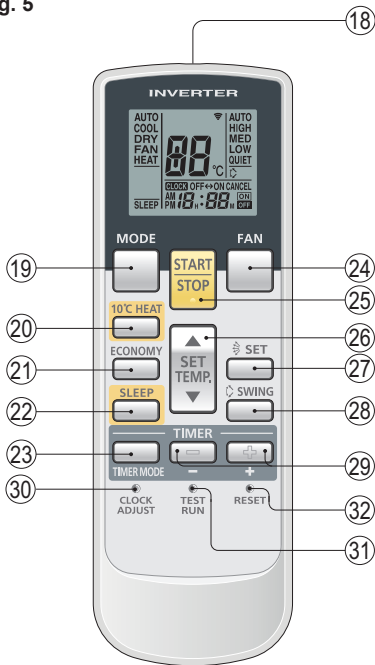 g. 5
18
INVERTER
AUTO
COOL
DRY
FAN
HEAT
SLEEP
88 °C
AUTO
HIGH
MED
LOW
QUIET
CLOCK OFF↔ON CANCEL
AM
PM 18 H. : 88 M.
ON
OFF
MODE
FAN
START
STOP
19
24
25
10°C HEAT
20
26
ECONOMY
21
SET
TEMP.
SET
27
SLEEP
22
SWING
28
TIMER
23
TIMER MODE
–
+
29
30
CLOCK
ADJUST
TEST
RUN
RESET
32
31